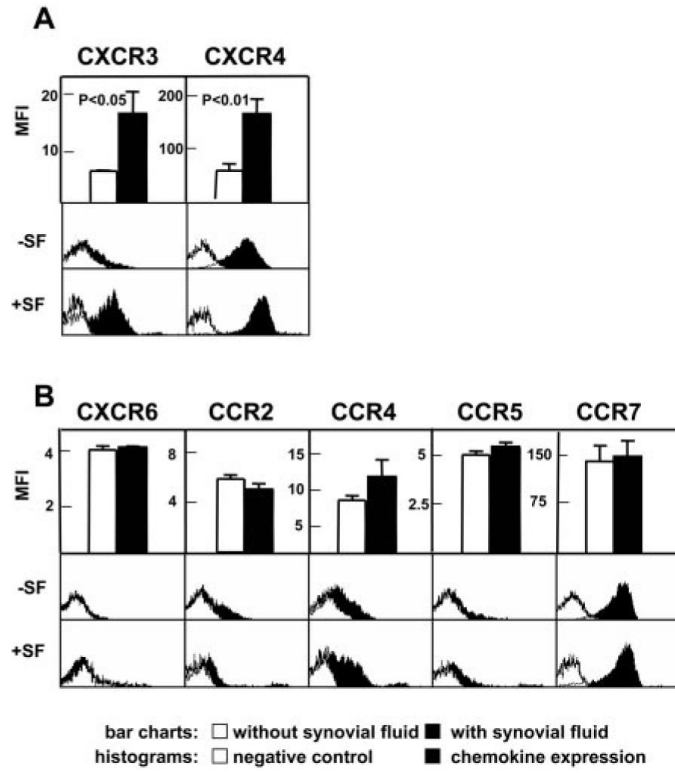 A
CXCR3 CXCR4
MFI
20 P<0.05 200 P<0.01
10 100
-SF
+SF
B
CXCR6 CCR2 CCR4 CCR5 CCR7
MFI
4 8 15 5 150
2 4 10 2.5 75
5
-SF
+SF
bar charts: without synovial fluid with synovial fluid
histograms: negative control chemokine expression